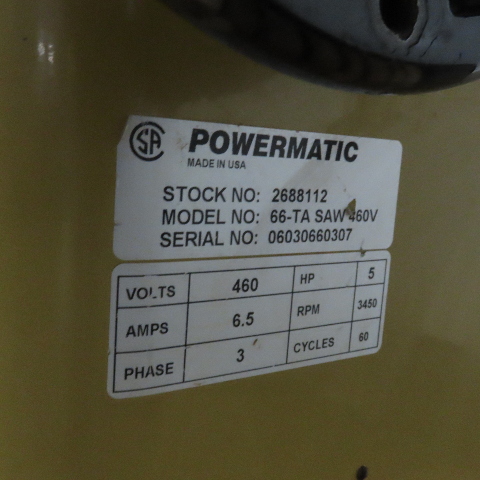 SA POWERMATIC
MADE IN USA
STOCK NO: 2688112
MODEL NO: 66-TA SAW 460V
SERIAL NO: 06030660307
VOLTS 460 HP 5
AMPS 6.5 RPM 3450
PHASE 3 CYCLES 60